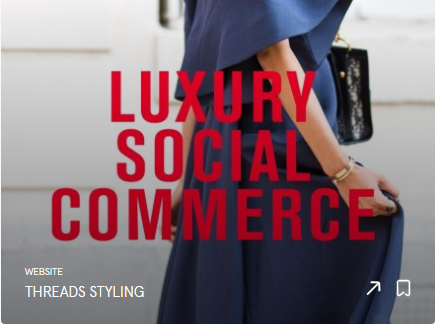 LUXURY
SOCIAL
COMMERCE
WEBSITE
THREADS STYLING